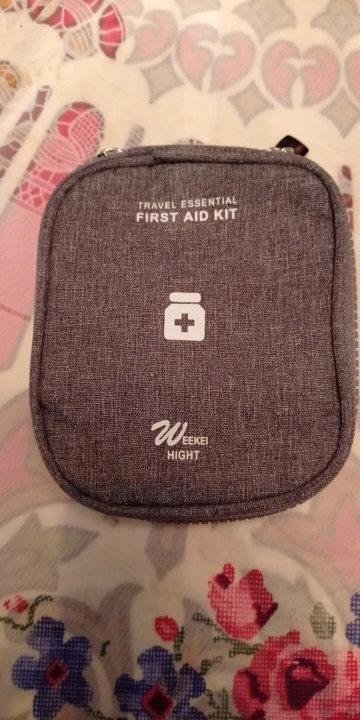 TRAVEL ESSENTIAL
FIRST AID KIT
WEEKEI
HIGHT